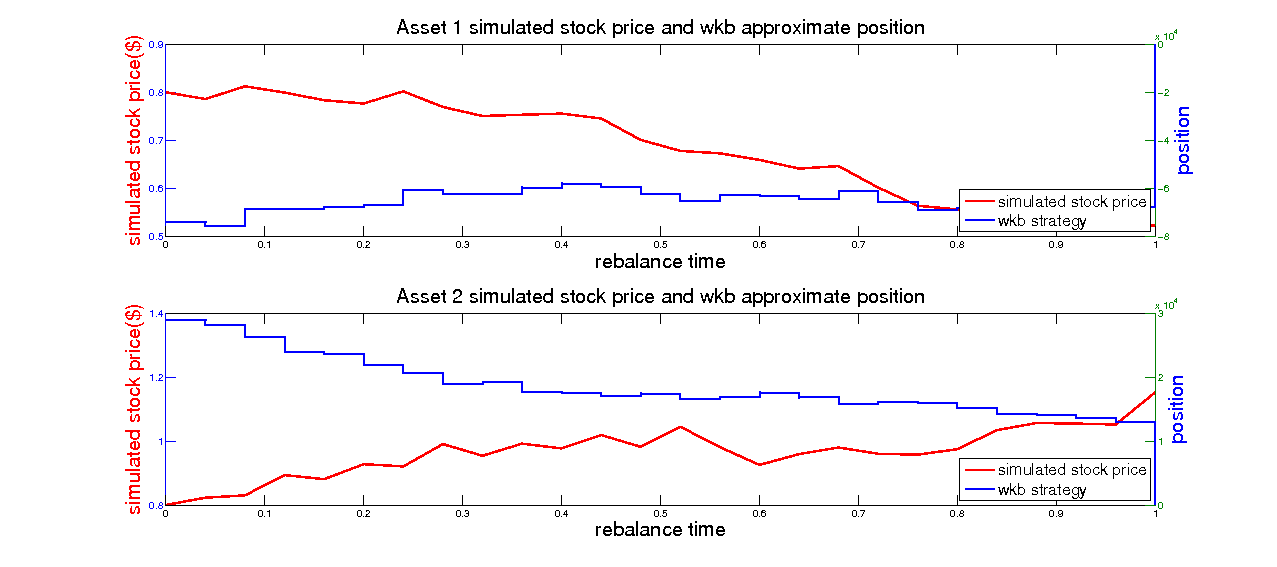 Asset 1 simulated stock price and wkb approximate position
x 10^4
0.9 0
0.8 −2
0.7 −4
0.6 −6
0.5 −8
simulated stock price($)
position
simulated stock price
wkb strategy
0 0.1 0.2 0.3 0.4 0.5 0.6 0.7 0.8 0.9 1
rebalance time
Asset 2 simulated stock price and wkb approximate position
x 10^4
1.4 3
1.2 2
1 1
0.8 0
simulated stock price($)
position
simulated stock price
wkb strategy
0 0.1 0.2 0.3 0.4 0.5 0.6 0.7 0.8 0.9 1
rebalance time